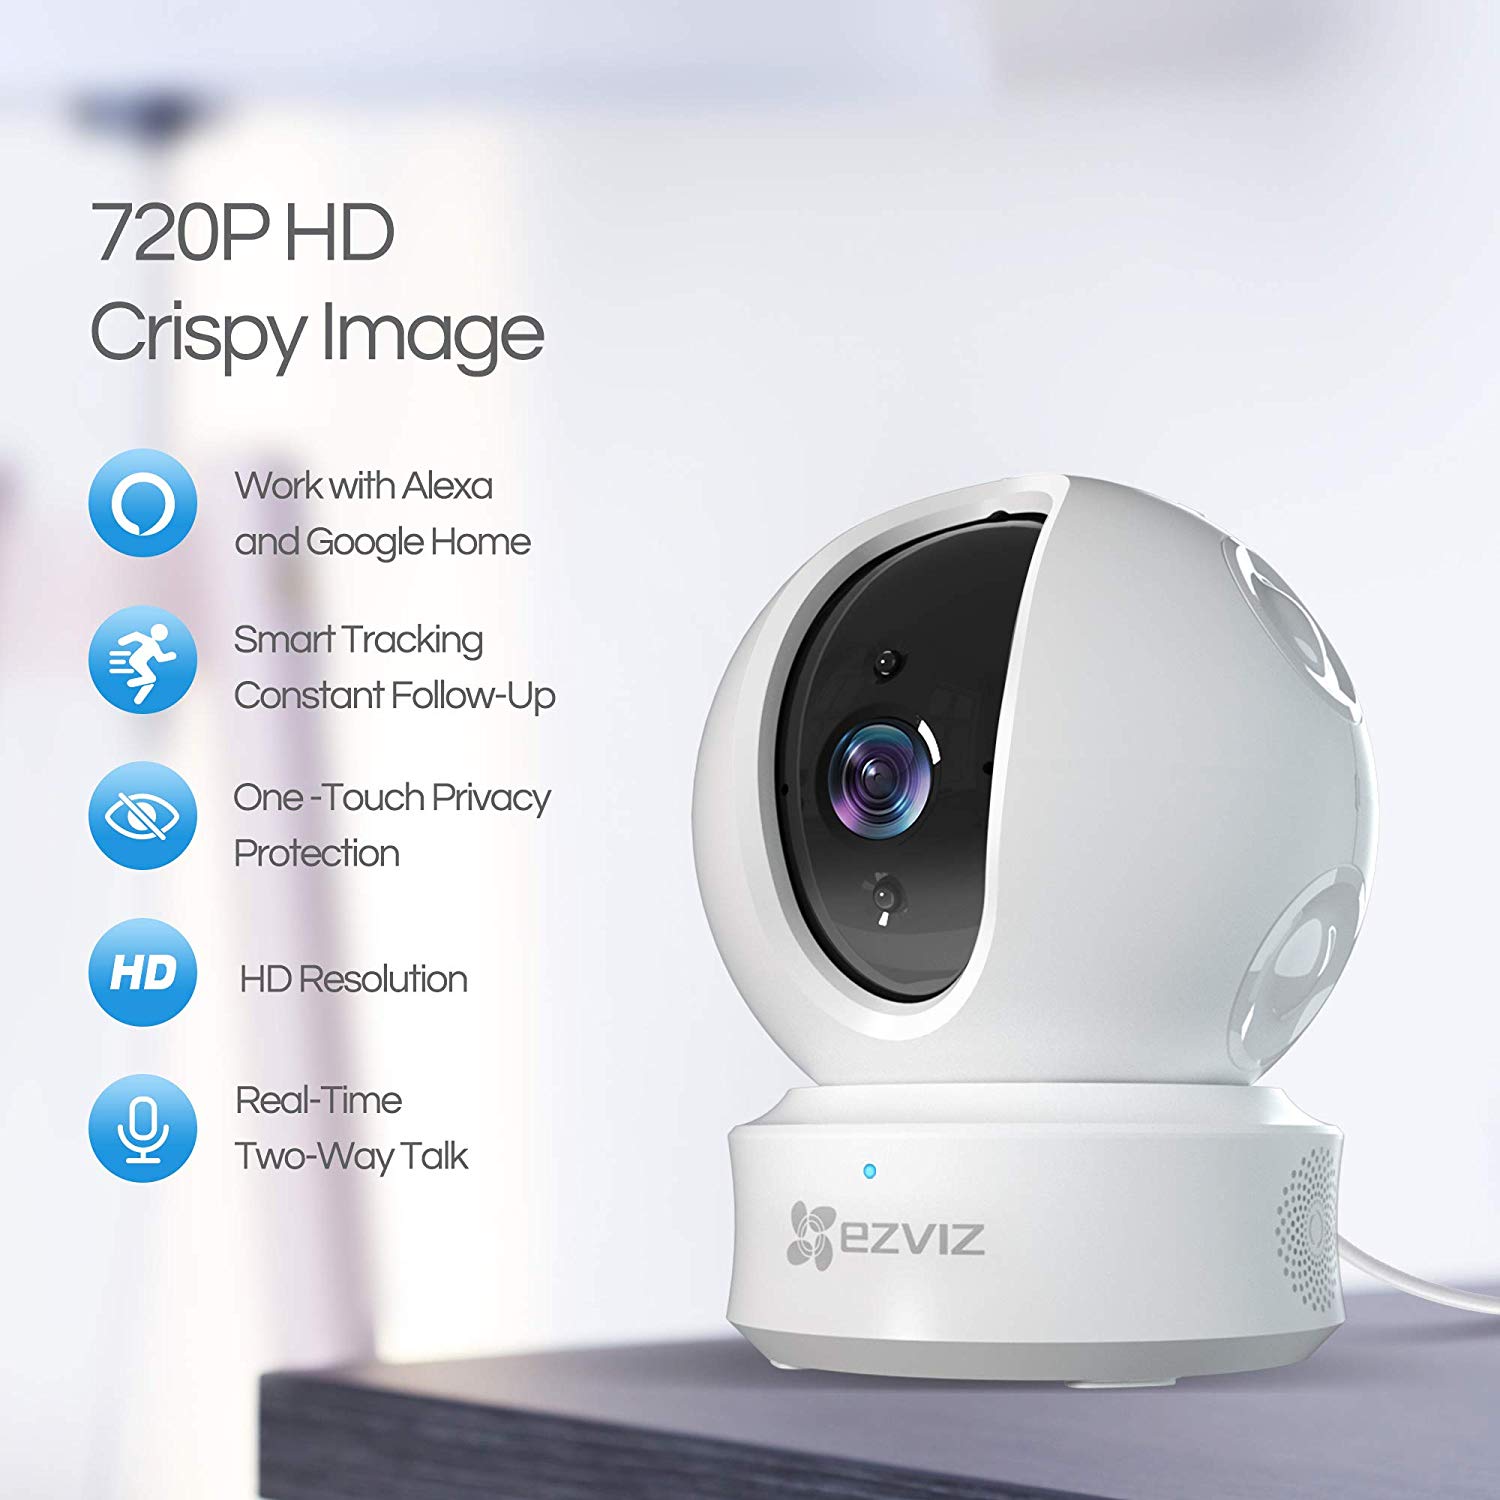 720P HD
Crispy Image
Work with Alexa
and Google Home
Smart Tracking
Constant Follow-Up
One -Touch Privacy
Protection
HD
HD Resolution
Real-Time
Two-Way Talk
ezviz